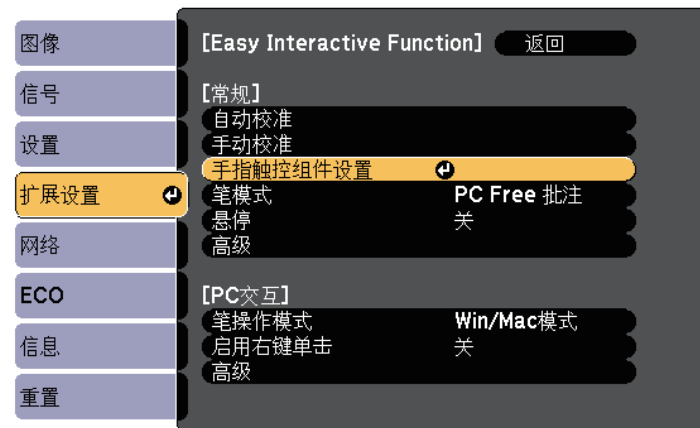 图像
信号
设置
扩展设置
网络
ECO
信息
重置
[Easy Interactive Function] 返回
[常规]
自动校准
手动校准
手指触控组件设置
笔模式 PC Free 批注
悬停 关
高级
[PC交互]
笔操作模式 Win/Mac模式
启用右键单击 关
高级